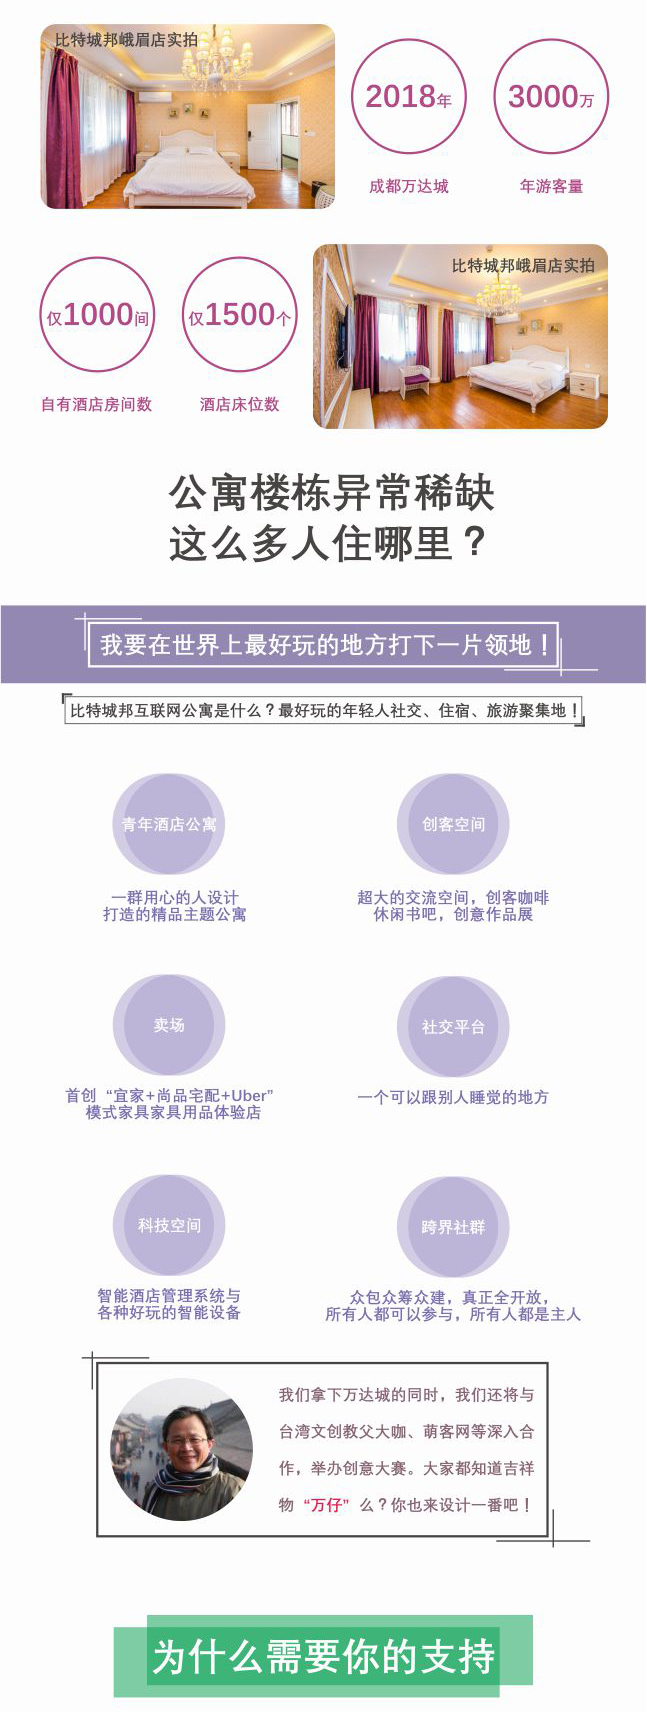 比特城邦峨眉店实拍
2018年
3000万
成都万达城
年游客量
比特城邦峨眉店实拍
仅1000间
仅1500个
自有酒店房间数
酒店床位数
公寓楼栋异常稀缺
这么多人住哪里？
我要在世界上最好玩的地方打下一片领地！
比特城邦互联网公寓是什么？最好玩的年轻人社交、住宿、旅游聚集地！
青年酒店公寓
一群用心的人设计
打造的精品主题公寓
创客空间
超大的交流空间，创客咖啡
休闲书吧，创意作品展
卖场
首创“宜家+尚品宅配+Uber”
模式家具家具用品体验店
社交平台
一个可以跟别人睡觉的地方
科技空间
智能酒店管理系统与
各种好玩的智能设备
跨界社群
众包众筹众建，真正全开放，
所有人都可以参与，所有人都是主人
我们拿下万达城的同时，我们还将与
台湾文创教父大咖、萌客网等深入合
作，举办创意大赛。大家都知道吉祥
物“万仔”么？你也来设计一番吧！
为什么需要你的支持